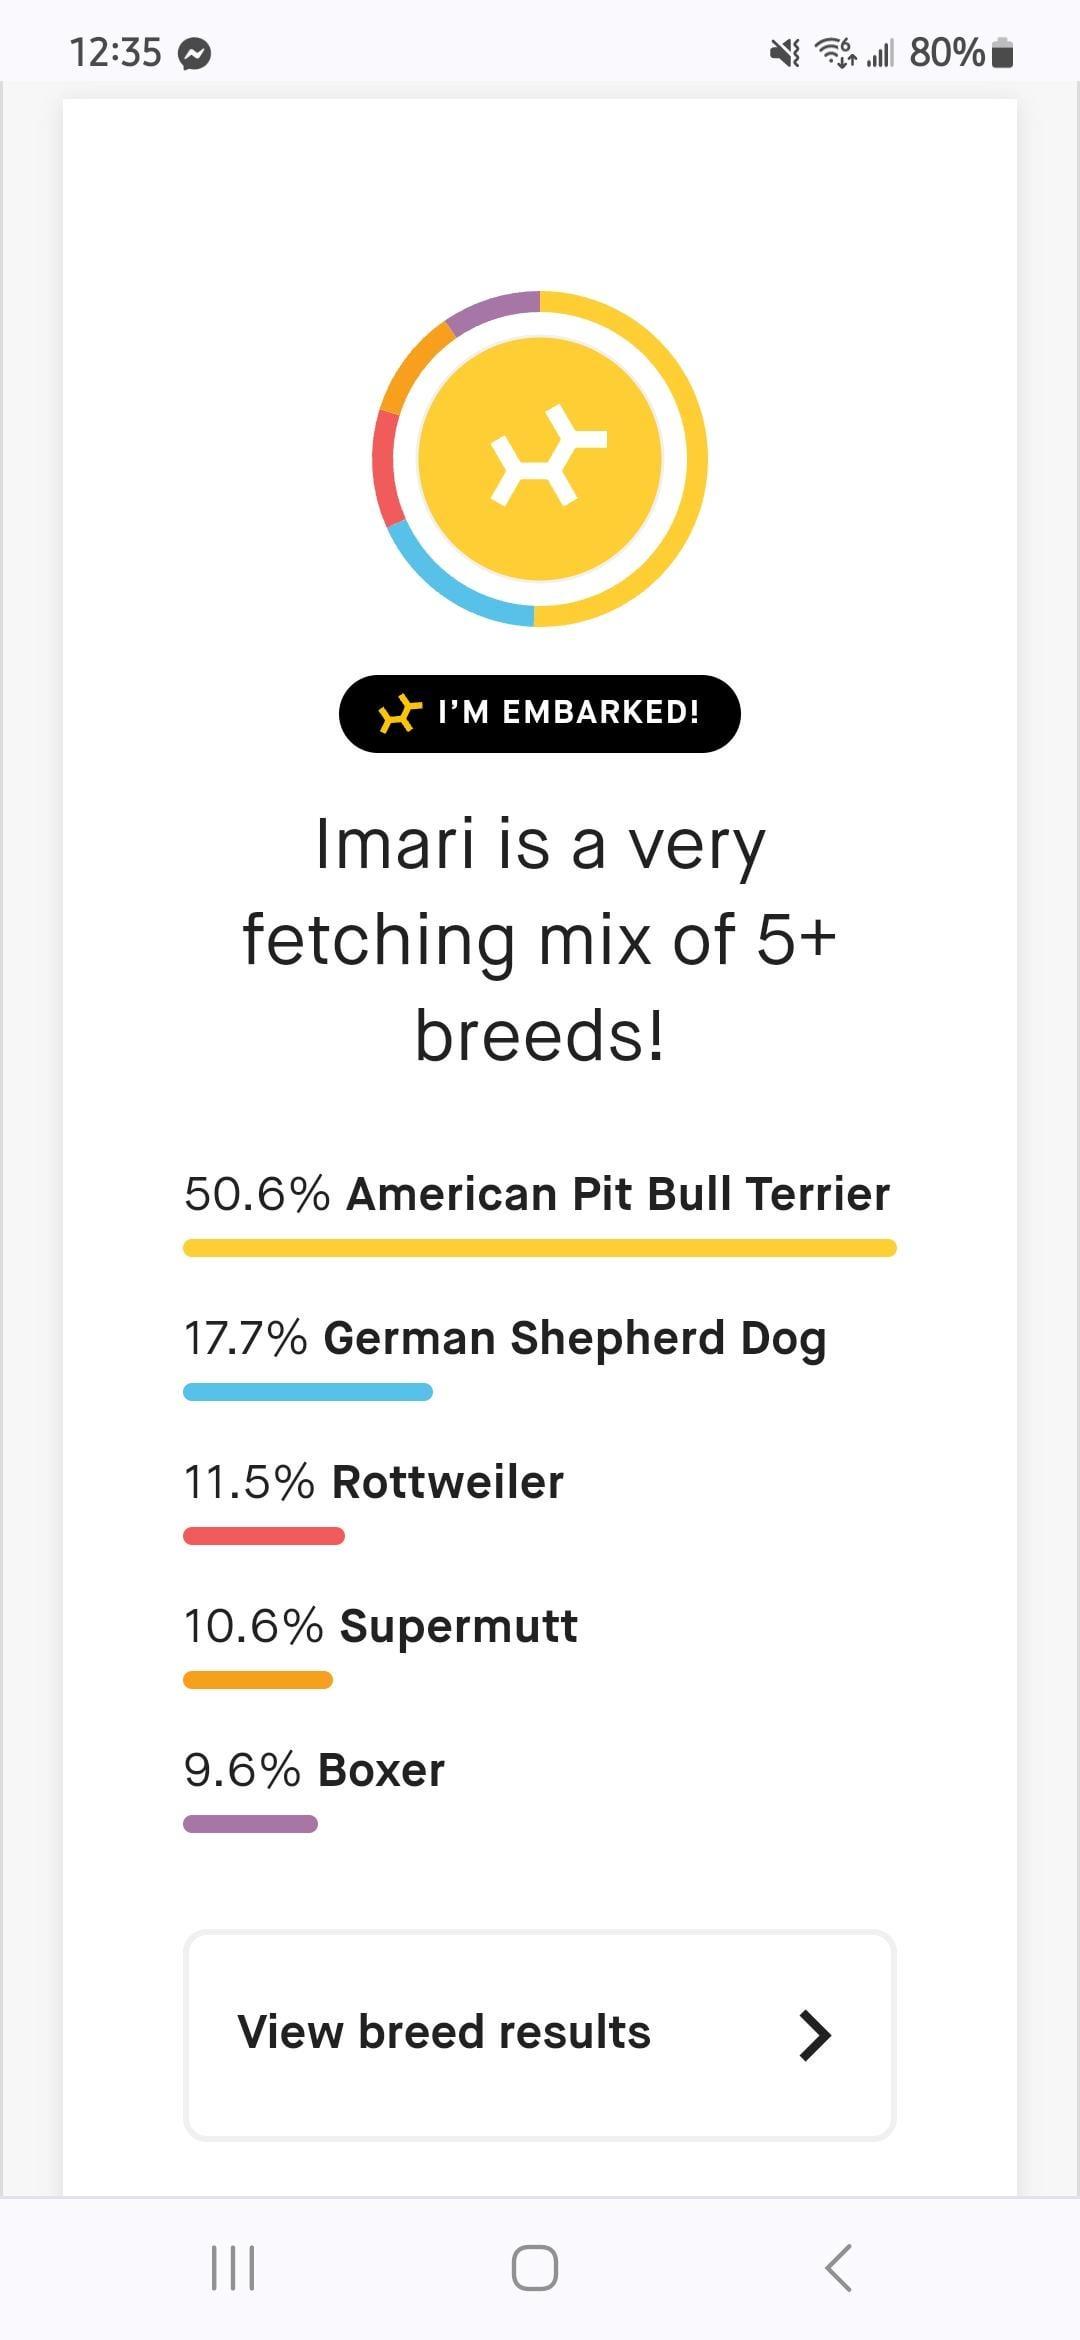 12:35
6
80%
I'M EMBARKED!
Imari is a very
fetching mix of 5+
breeds!
50.6% American Pit Bull Terrier
17.7% German Shepherd Dog
11.5% Rottweiler
10.6% Supermutt
9.6% Boxer
View breed results